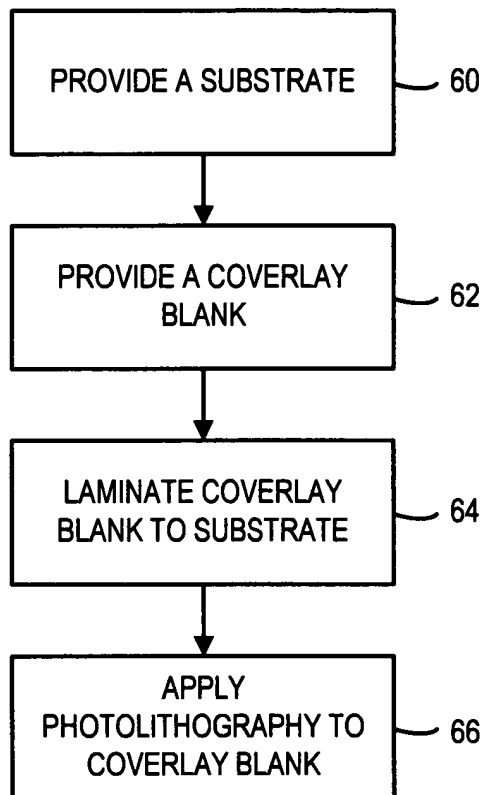 PROVIDE A SUBSTRATE
60
PROVIDE A COVERLAY
BLANK
62
LAMINATE COVERLAY
BLANK TO SUBSTRATE
64
APPLY
PHOTOLITHOGRAPHY TO
COVERLAY BLANK
66